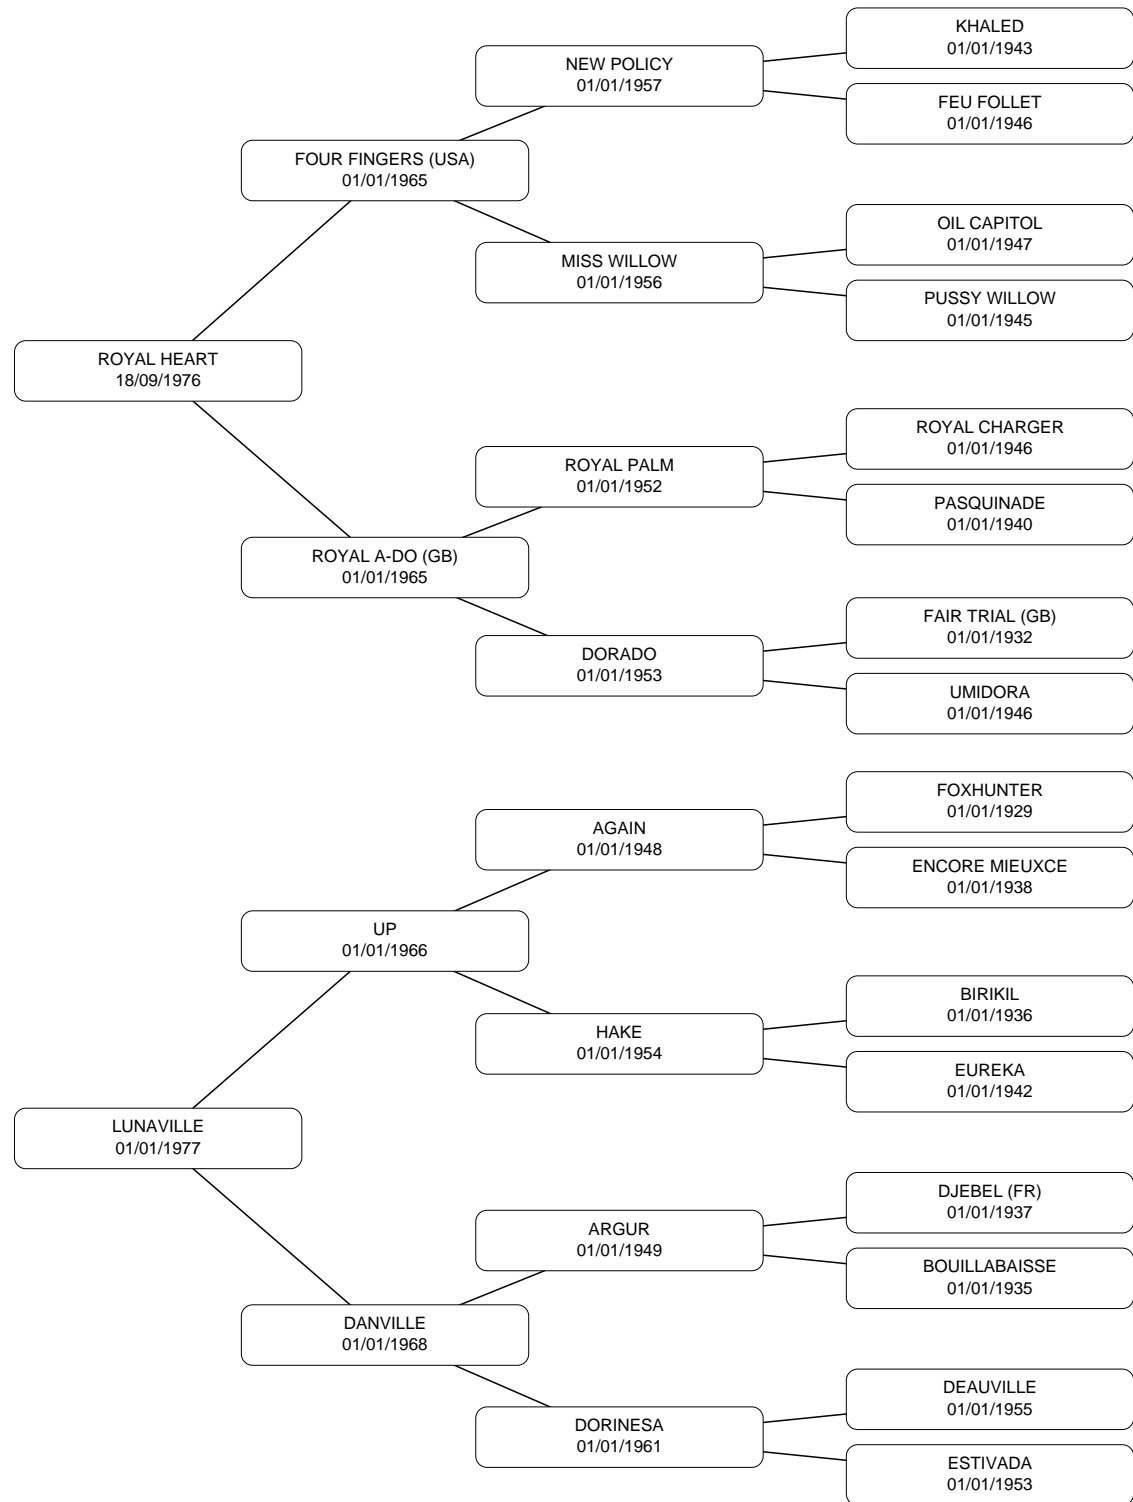 KHALED
01/01/1943
NEW POLICY
01/01/1957
FEU FOLLET
01/01/1946
FOUR FINGERS (USA)
01/01/1965
OIL CAPITOL
01/01/1947
MISS WILLOW
01/01/1956
PUSSY WILLOW
01/01/1945
ROYAL HEART
18/09/1976
ROYAL CHARGER
01/01/1946
ROYAL PALM
01/01/1952
PASQUINADE
01/01/1940
ROYAL A-DO (GB)
01/01/1965
FAIR TRIAL (GB)
01/01/1932
DORADO
01/01/1953
UMIDORA
01/01/1946
FOXHUNTER
01/01/1929
AGAIN
01/01/1948
ENCORE MIEUXCE
01/01/1938
UP
01/01/1966
BIRIKIL
01/01/1936
HAKE
01/01/1954
EUREKA
01/01/1942
LUNAVILLE
01/01/1977
DJEBEL (FR)
01/01/1937
ARGUR
01/01/1949
BOUILLABAISSE
01/01/1935
DANVILLE
01/01/1968
DEAUVILLE
01/01/1955
DORINESA
01/01/1961
ESTIVADA
01/01/1953